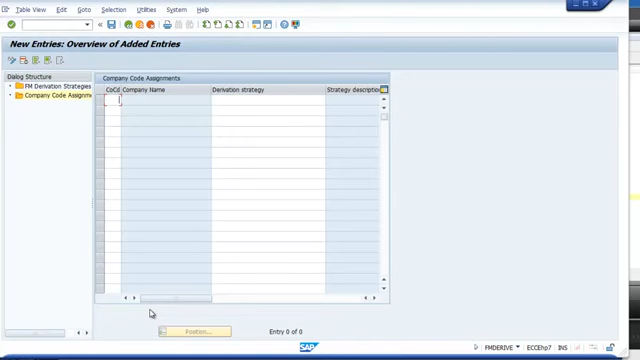 Table View Edit Goto Selection Utilities System Help
New Entries: Overview of Added Entries
Dialog Structure
FM Derivation Strategies
Company Code Assignm
Company Code Assignments
CoCd Company Name Derivation strategy Strategy description
Position... Entry 0 of 0
SAP FMDERIVE ECCEhp7 INS